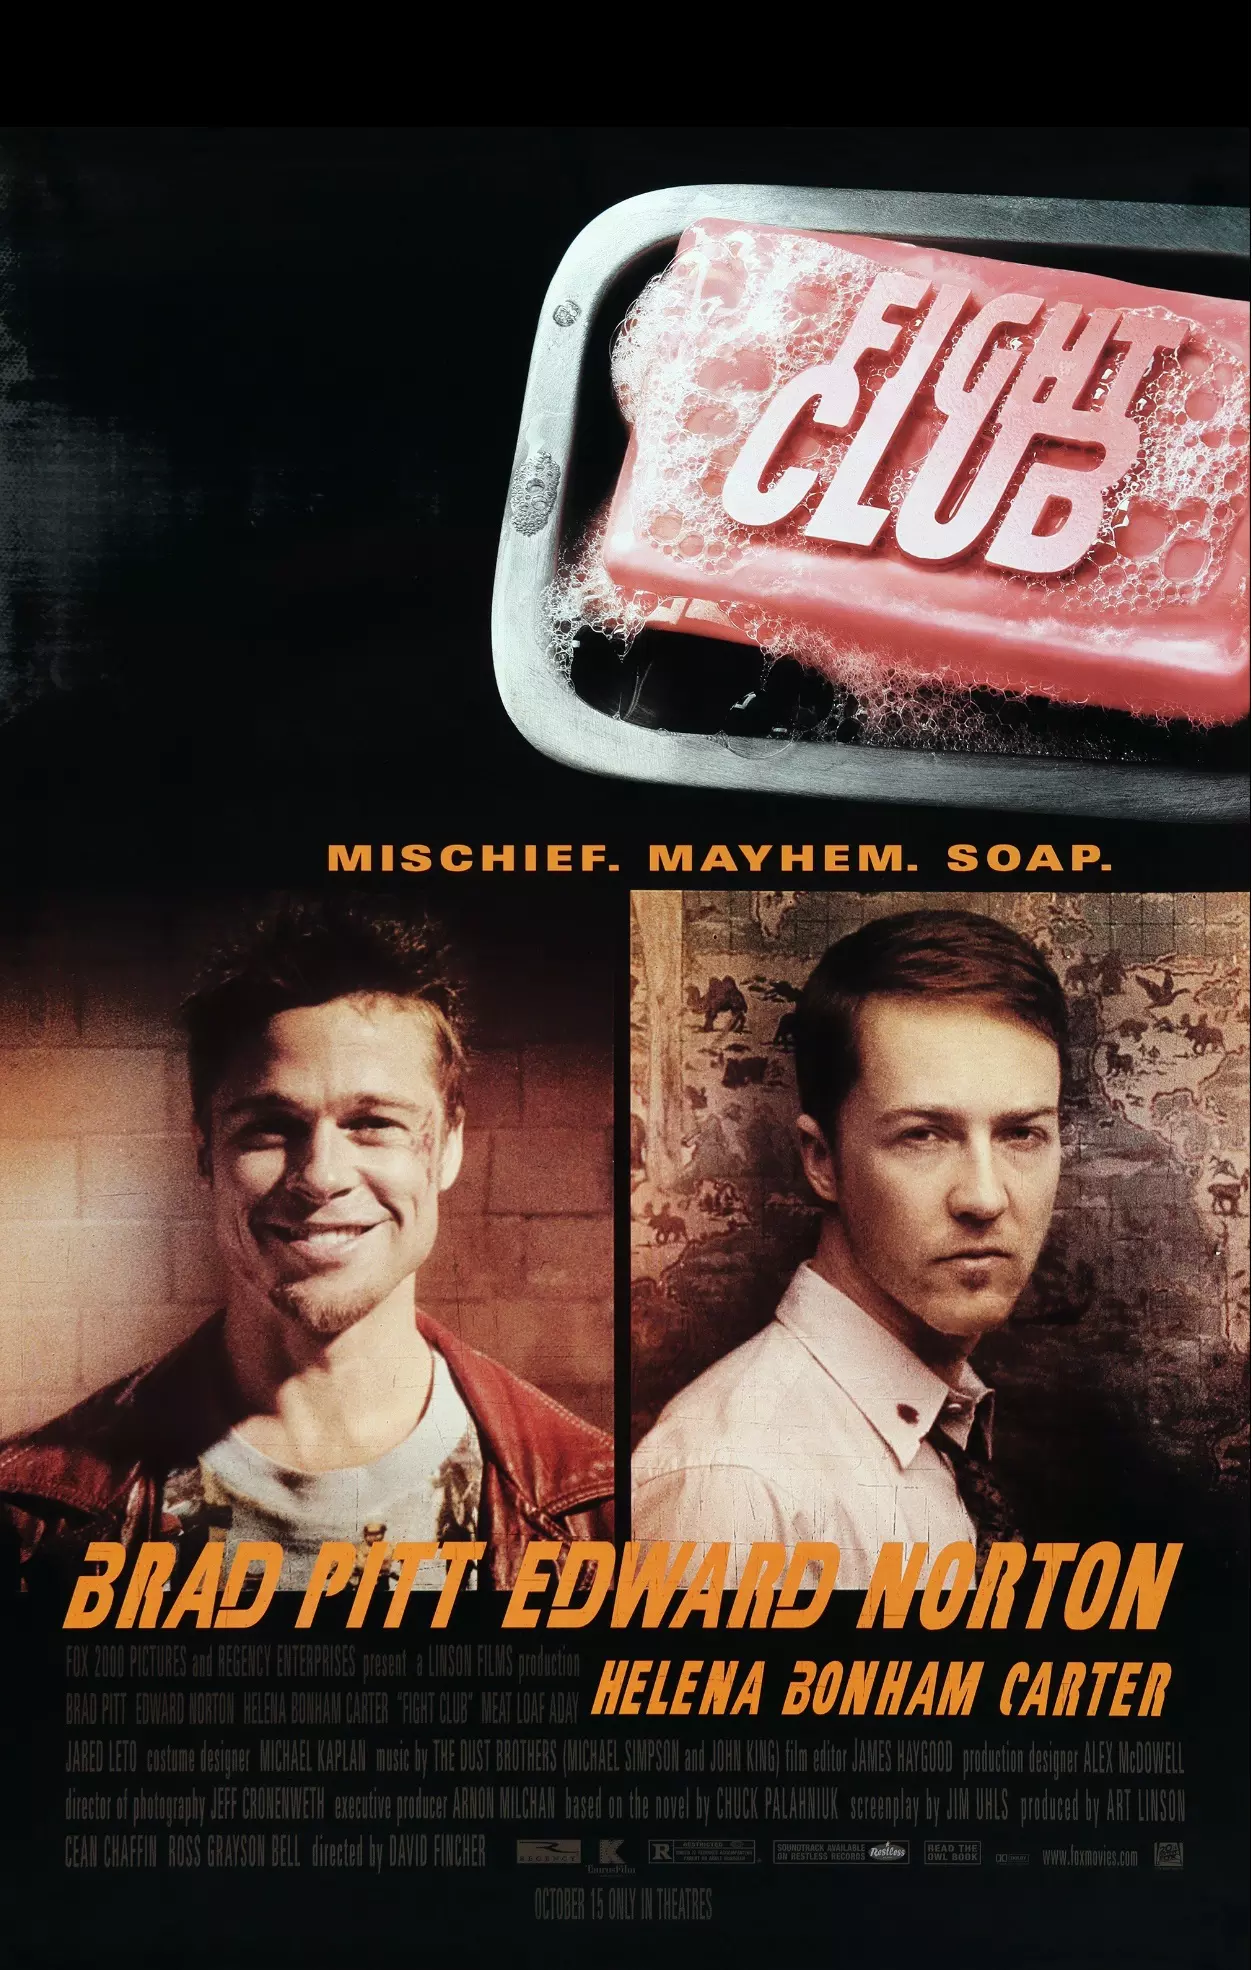 FIGHT
CLUB
MISCHIEF. MAYHEM. SOAP.
BRAD PITT EDWARD NORTON
HELENA BONHAM CARTER
FOX 2000 PICTURES and REGENCY ENTERPRISES present a LINSON FILMS production
BRAD PITT EDWARD NORTON HELENA BONHAM CARTER "FIGHT CLUB" MEAT LOAF ADAY
JARED LETO costume designer MICHAEL KAPLAN music by THE DUST BROTHERS (MICHAEL SIMPSON and JOHN KING) film editor JAMES HAYGOOD production designer ALEX McDOWELL
director of photography JEFF CRONENWETH executive producer ARNON MILCHAN based on the novel by CHUCK PALAHNIUK screenplay by JIM UHLS produced by ART LINSON
CEAN CHAFFIN ROSS GRAYSON BELL directed by DAVID FINCHER
REGENCY
TaurusFilm
R RESTRICTED
SOUNDTRACK AVAILABLE
ON RESTLESS RECORDS
Restless
READ THE
OWL BOOK
www.foxmovies.com
OCTOBER 15 ONLY IN THEATRES